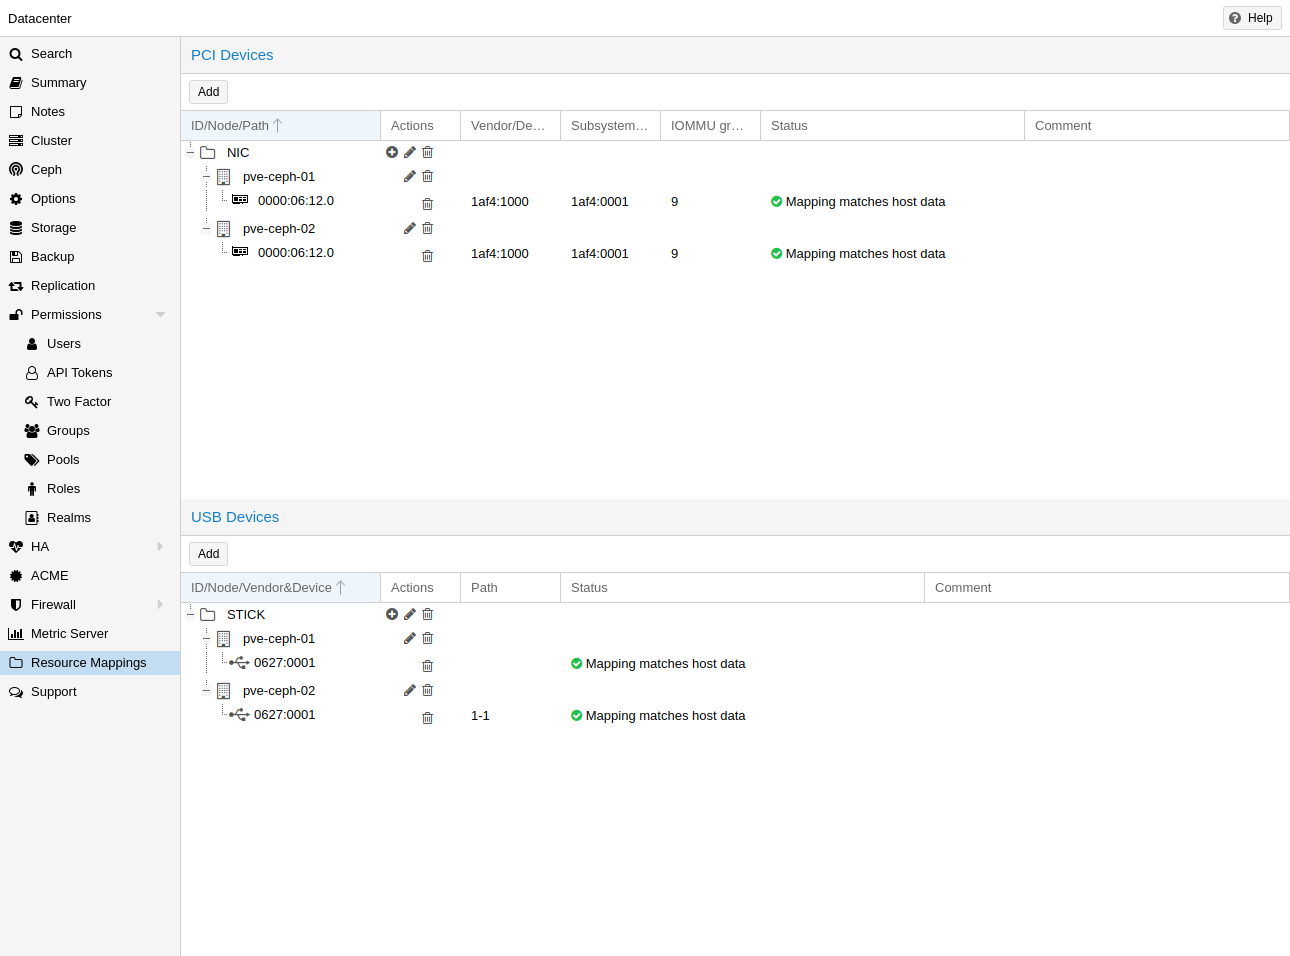 Datacenter
Help
Search
Summary
Notes
Cluster
Ceph
Options
Storage
Backup
Replication
Permissions
Users
API Tokens
Two Factor
Groups
Pools
Roles
Realms
HA
ACME
Firewall
Metric Server
Resource Mappings
Support
PCI Devices
Add
ID/Node/Path Actions Vendor/De... Subsystem... IOMMU gr... Status Comment
NIC
pve-ceph-01
0000:06:12.0 1af4:1000 1af4:0001 9 Mapping matches host data
pve-ceph-02
0000:06:12.0 1af4:1000 1af4:0001 9 Mapping matches host data
USB Devices
Add
ID/Node/Vendor&Device Actions Path Status Comment
STICK
pve-ceph-01
0627:0001 Mapping matches host data
pve-ceph-02
0627:0001 1-1 Mapping matches host data